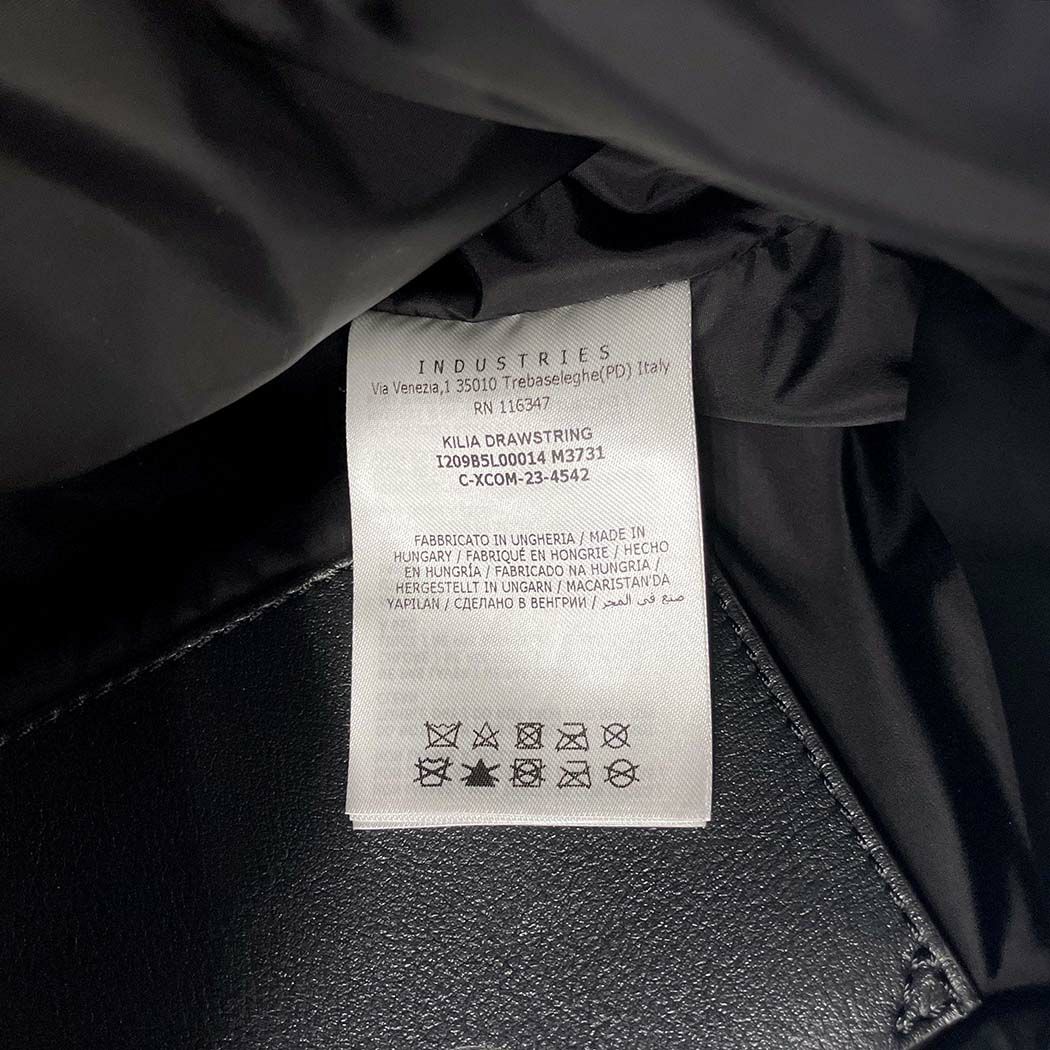 INDUSTRIES
Via Venezia,1 35010 Trebaseleghe(PD) Italy
RN 116347
KILIA DRAWSTRING
I209B5L00014 M3731
C-XCOM-23-4542
FABBRICATO IN UNGHERIA / MADE IN
HUNGARY / FABRIQUÉ EN HONGRIE / HECHO
EN HUNGRÍA / FABRICADO NA HUNGRIA /
HERGESTELLT IN UNGARN / MACARISTAN'DA
YAPILAN / СДЕЛАНО В ВЕНГРИИ / صنع في المجر